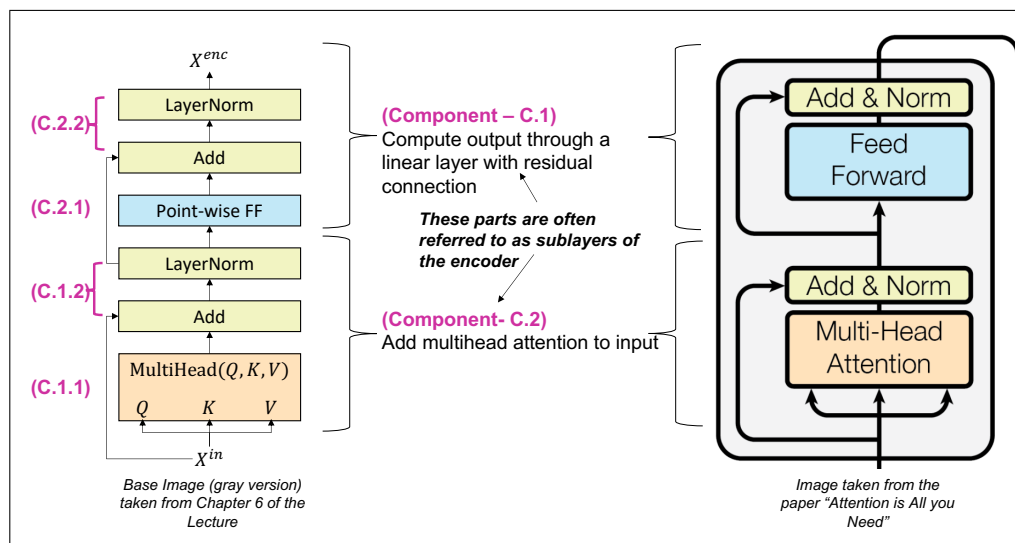 X^enc
LayerNorm
(C.2.2)
Add
(C.2.1)
Point-wise FF
LayerNorm
(C.1.2)
Add
(C.1.1)
MultiHead(Q, K, V)
Q K V
X^in
Base Image (gray version)
taken from Chapter 6 of the
Lecture
(Component – C.1)
Compute output through a
linear layer with residual
connection
These parts are often
referred to as sublayers of
the encoder
(Component- C.2)
Add multihead attention to input
Add & Norm
Feed
Forward
Add & Norm
Multi-Head
Attention
Image taken from the
paper “Attention is All you
Need”